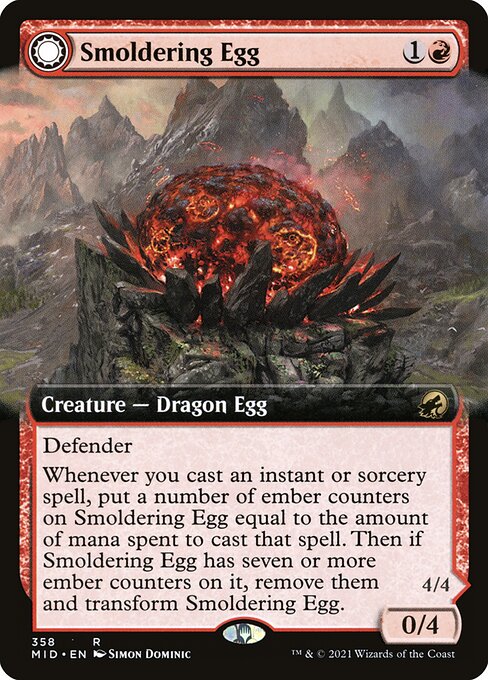 Smoldering Egg 1
Creature — Dragon Egg
Defender
Whenever you cast an instant or sorcery
spell, put a number of ember counters
on Smoldering Egg equal to the amount
of mana spent to cast that spell. Then if
Smoldering Egg has seven or more
ember counters on it, remove them
and transform Smoldering Egg.
4/4
0/4
358 R
MID • EN Simon Dominic
™ & © 2021 Wizards of the Coast